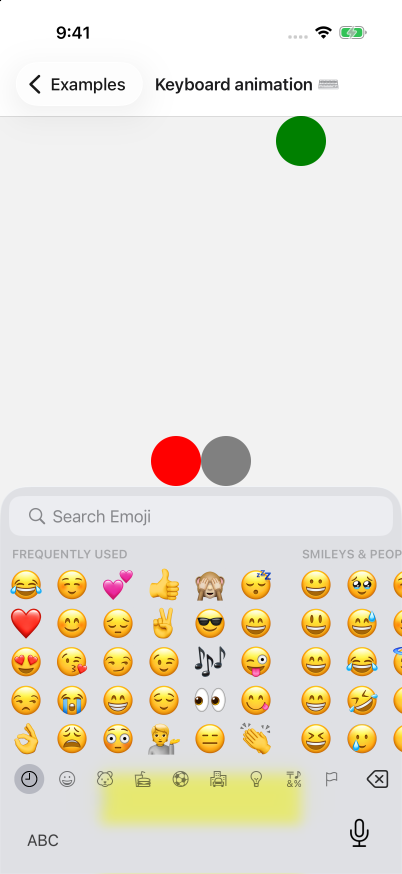 9:41
Examples
Keyboard animation ⌨️
Search Emoji
FREQUENTLY USED
SMILEYS & PEOP
ABC